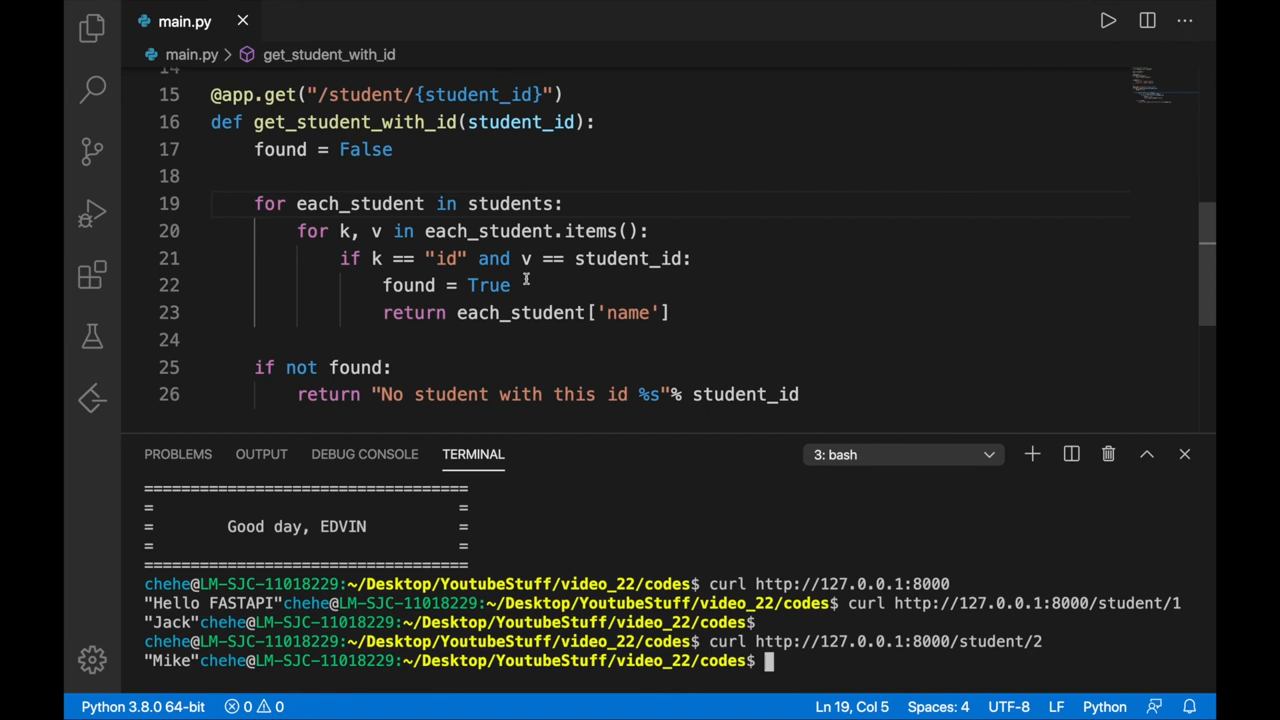 main.py
main.py > get_student_with_id
14
15 @app.get("/student/{student_id}")
16 def get_student_with_id(student_id):
17     found = False
18
19     for each_student in students:
20         for k, v in each_student.items():
21             if k == "id" and v == student_id:
22                 found = True
23                 return each_student['name']
24
25     if not found:
26         return "No student with this id %s"% student_id
PROBLEMS OUTPUT DEBUG CONSOLE TERMINAL 3: bash
===================================
= =
= Good day, EDVIN =
= =
===================================
chehe@LM-SJC-11018229:~/Desktop/YoutubeStuff/video_22/codes$ curl http://127.0.0.1:8000
"Hello FASTAPI"chehe@LM-SJC-11018229:~/Desktop/YoutubeStuff/video_22/codes$ curl http://127.0.0.1:8000/student/1
"Jack"chehe@LM-SJC-11018229:~/Desktop/YoutubeStuff/video_22/codes$
chehe@LM-SJC-11018229:~/Desktop/YoutubeStuff/video_22/codes$ curl http://127.0.0.1:8000/student/2
"Mike"chehe@LM-SJC-11018229:~/Desktop/YoutubeStuff/video_22/codes$
Python 3.8.0 64-bit 0 0 Ln 19, Col 5 Spaces: 4 UTF-8 LF Python